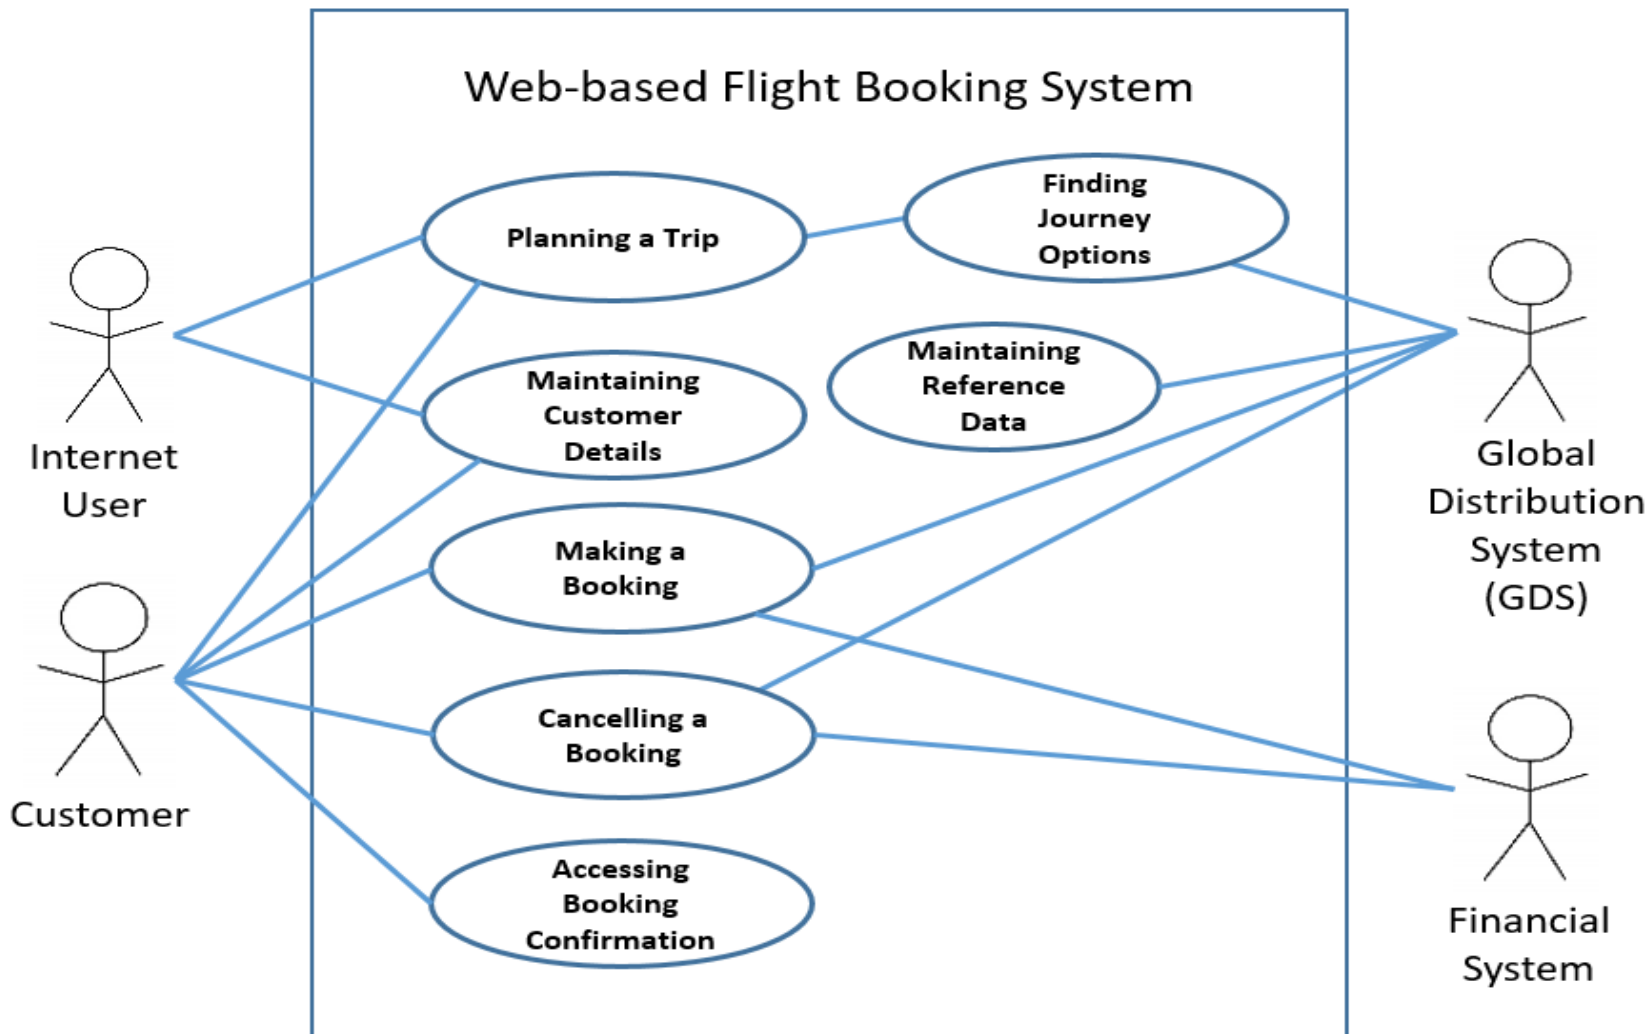 Web-based Flight Booking System
Planning a Trip
Finding
Journey
Options
Maintaining
Customer
Details
Maintaining
Reference
Data
Making a
Booking
Cancelling a
Booking
Accessing
Booking
Confirmation
Internet
User
Customer
Global
Distribution
System
(GDS)
Financial
System